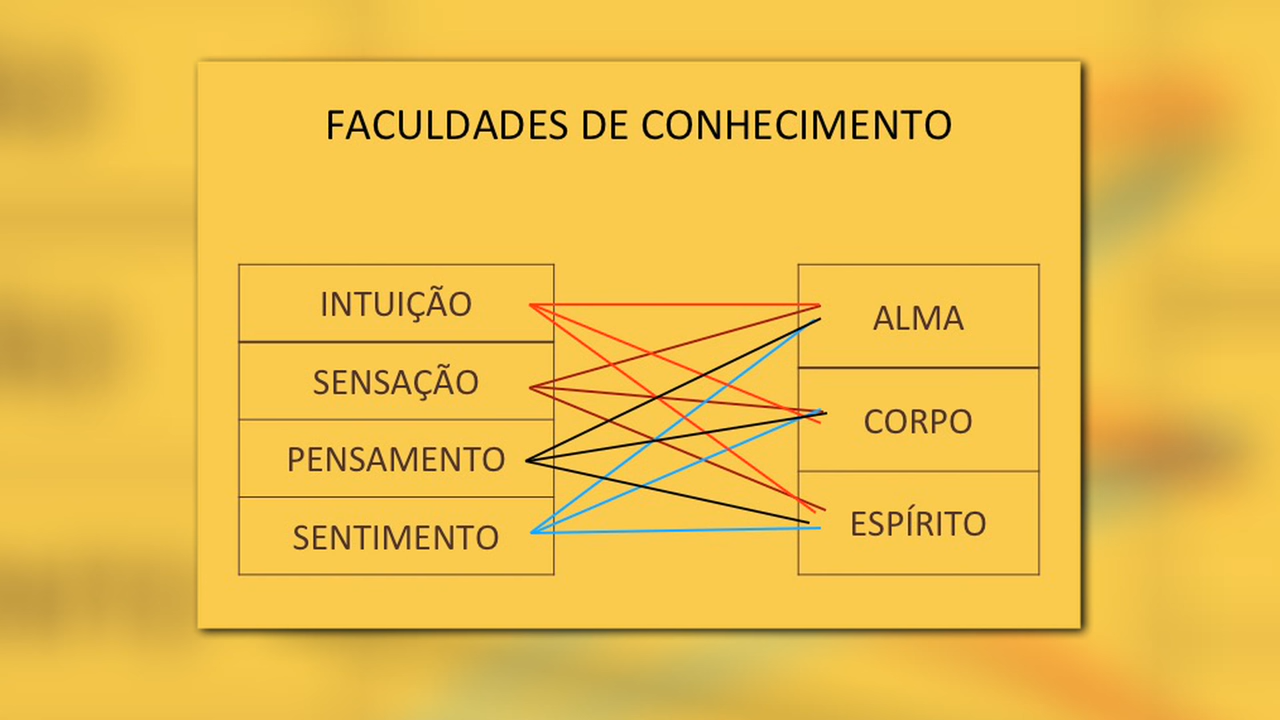 FACULDADES DE CONHECIMENTO
INTUIÇÃO
SENSAÇÃO
PENSAMENTO
SENTIMENTO
ALMA
CORPO
ESPÍRITO